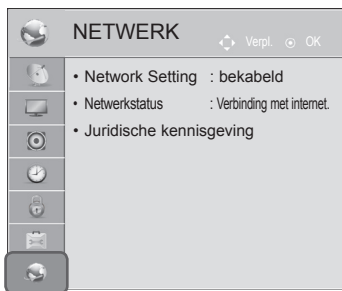 NETWERK
Verpl. OK
• Network Setting : bekabeld
• Netwerkstatus : Verbinding met internet.
• Juridische kennisgeving